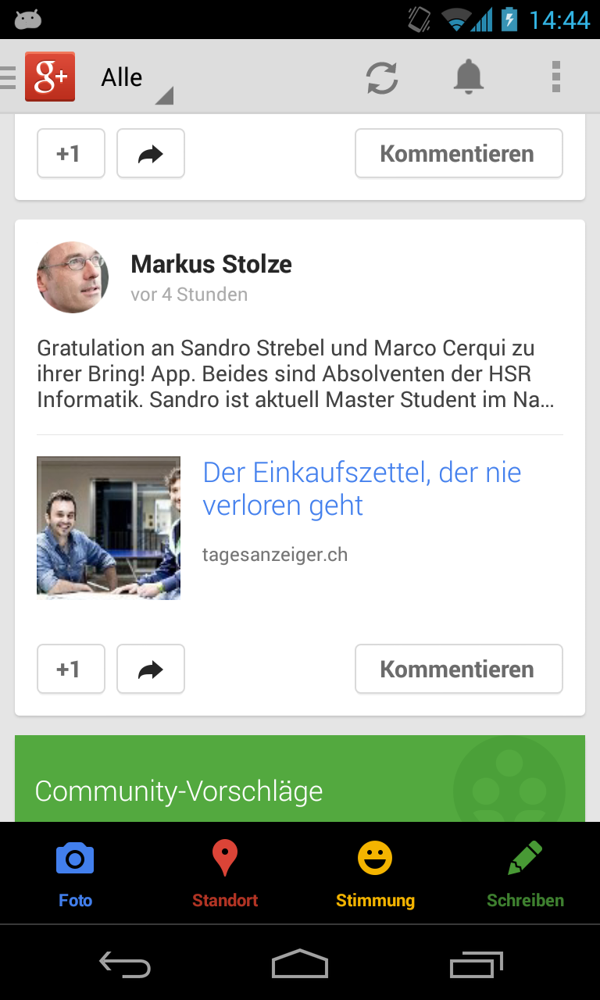 14:44
g+
Alle
+1
Kommentieren
Markus Stolze
vor 4 Stunden
Gratulation an Sandro Strebel und Marco Cerqui zu
ihrer Bring! App. Beides sind Absolventen der HSR
Informatik. Sandro ist aktuell Master Student im Na...
Der Einkaufszettel, der nie
verloren geht
tagesanzeiger.ch
+1
Kommentieren
Community-Vorschläge
Foto
Standort
Stimmung
Schreiben